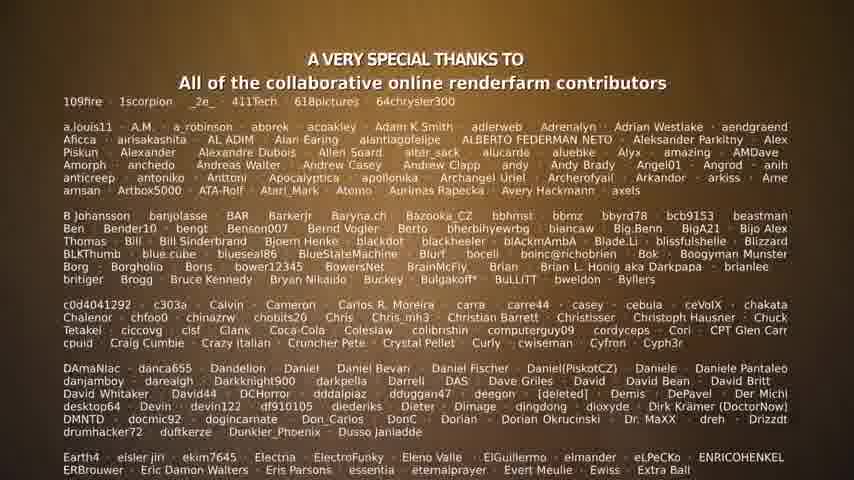 A VERY SPECIAL THANKS TO
All of the collaborative online renderfarm contributors
109fire · 1scorpion · _2e_ · 411Tech · 618pictures · 64chrysler300
a.louis11 · A.M. · a_robinson · aborek · acoakley · Adam K Smith · adlerweb · Adrenalyn · Adrian Westlake · aendgraend
Aficca · airisakashita · AL ADIM · Alan Earing · alantiagofelipe · ALBERTO FEDERMAN NETO · Aleksander Parkitny · Alex
Piskun · Alexander · Alexandre Dubois · Allen Soard · alter_sack · alucardx · aluebke · Alyx · amazing · AMDave
Amorph · anchedo · Andreas Walter · Andrew Casey · Andrew Clapp · andy · Andy Brady · Angel01 · Angrod · anih
anticreep · antoniko · Anttoni · Apocalyptica · apollonika · Archangel Uriel · Archerofyail · Arkandor · arkiss · Arne
arnsan · Artbox5000 · ATA-Rolf · Atari_Mark · Atomo · Aurimas Rapecka · Avery Hackmann · axels
B Johansson · banjolasse · BAR · Barkerjr · Baryna.ch · Bazooka_CZ · bbhmst · bbmz · bbyrd78 · bcb9153 · beastman
Ben · Bender10 · bengt · Benson007 · Bernd Vogler · Berto · bherbihyewrbg · biancaw · Big.Benn · BigA21 · Bijo Alex
Thomas · Bill · Bill Sinderbrand · Bjoern Henke · blackdot · blackheeler · blAckmAmbA · Blade.Li · blissfulshelle · Blizzard
BLKThumb · blue.cube · blueseal86 · BlueStateMachine · Blurf · bocell · boinc@richobrien · Bok · Boogyman Munster
Borg · Borgholio · Boris · bower12345 · BowersNet · BrainMcFly · Brian · Brian L. Honig aka Darkpapa · brianlee
britiger · Brogg · Bruce Kennedy · Bryan Nikaido · Buckey · Bulgakoff* · BuLLiTT · bweldon · Byllers
c0d4041292 · c303a · Calvin · Cameron · Carlos R. Moreira · carra · carre44 · casey · cebula · ceVoIX · chakata
Chalenor · chfoo0 · chinazrw · chobits20 · Chris · Chris_mh3 · Christian Barrett · Christisser · Christoph Hausner · Chuck
Tetakel · ciccovg · clsf · Clank · Coca-Cola · Coleslaw · colibrishin · computerguy09 · cordyceps · Cori · CPT Glen Carr
cpuid · Craig Cumbie · Crazy Italian · Cruncher Pete · Crystal Pellet · Curly · cwiseman · Cyfron · Cyph3r
DAmaNIac · danca655 · Dandelion · Daniel · Daniel Bevan · Daniel Fischer · Daniel(PiskotCZ) · Daniele · Daniele Pantaleo
danjamboy · darealgh · Darkknight900 · darkpella · Darrell · DAS · Dave Griles · David · David Bean · David Britt
David Whitaker · David44 · DCHorror · dddalpiaz · dduggan47 · deegon · [deleted] · Demis · DePavel · Der Michl
desktop64 · Devin · devin122 · df910105 · diederiks · Dieter · Dimage · dingdong · dioxyde · Dirk Krämer (DoctorNow)
DMNTD · docmic92 · dogincarnate · Don_Carlos · DonC · Dorian · Dorian Okrucinski · Dr. MaXX · dreh · Drizzdt
drumhacker72 · duftkerze · Dunkler_Phoenix · Dusso Janladde
Earth4 · eisler jiri · ekim7645 · Electria · ElectroFunky · Eleno Valle · ElGuillermo · elmander · eLPeCKo · ENRICOHENKEL
ERBrouwer · Eric Damon Walters · Eris Parsons · essentia · eternalprayer · Evert Meulie · Ewiss · Extra Ball